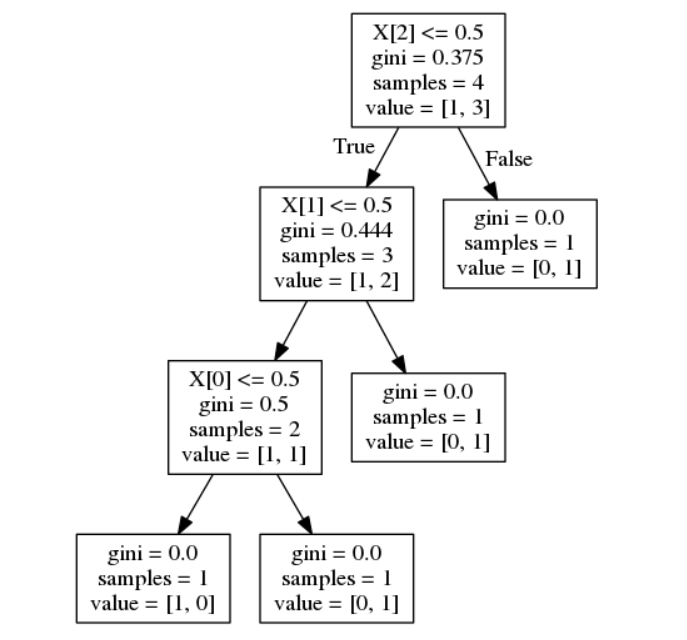 X[2] <= 0.5
gini = 0.375
samples = 4
value = [1, 3]
True
False
X[1] <= 0.5
gini = 0.444
samples = 3
value = [1, 2]
gini = 0.0
samples = 1
value = [0, 1]
X[0] <= 0.5
gini = 0.5
samples = 2
value = [1, 1]
gini = 0.0
samples = 1
value = [0, 1]
gini = 0.0
samples = 1
value = [1, 0]
gini = 0.0
samples = 1
value = [0, 1]